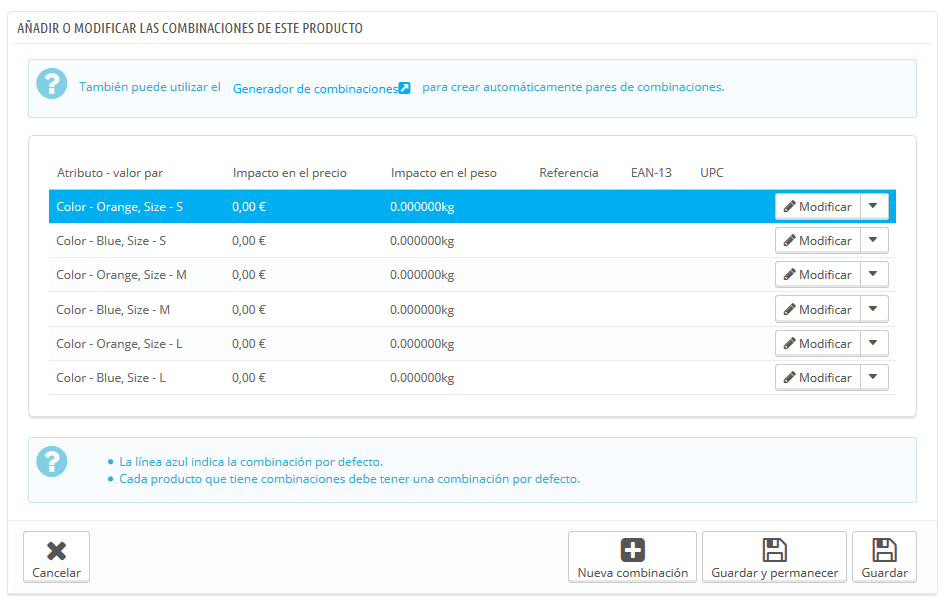 AÑADIR O MODIFICAR LAS COMBINACIONES DE ESTE PRODUCTO
También puede utilizar el Generador de combinaciones para crear automáticamente pares de combinaciones.
Atributo - valor par Impacto en el precio Impacto en el peso Referencia EAN-13 UPC
Color - Orange, Size - S 0,00 € 0.000000kg Modificar
Color - Blue, Size - S 0,00 € 0.000000kg Modificar
Color - Orange, Size - M 0,00 € 0.000000kg Modificar
Color - Blue, Size - M 0,00 € 0.000000kg Modificar
Color - Orange, Size - L 0,00 € 0.000000kg Modificar
Color - Blue, Size - L 0,00 € 0.000000kg Modificar
La línea azul indica la combinación por defecto.
Cada producto que tiene combinaciones debe tener una combinación por defecto.
Cancelar Nueva combinación Guardar y permanecer Guardar